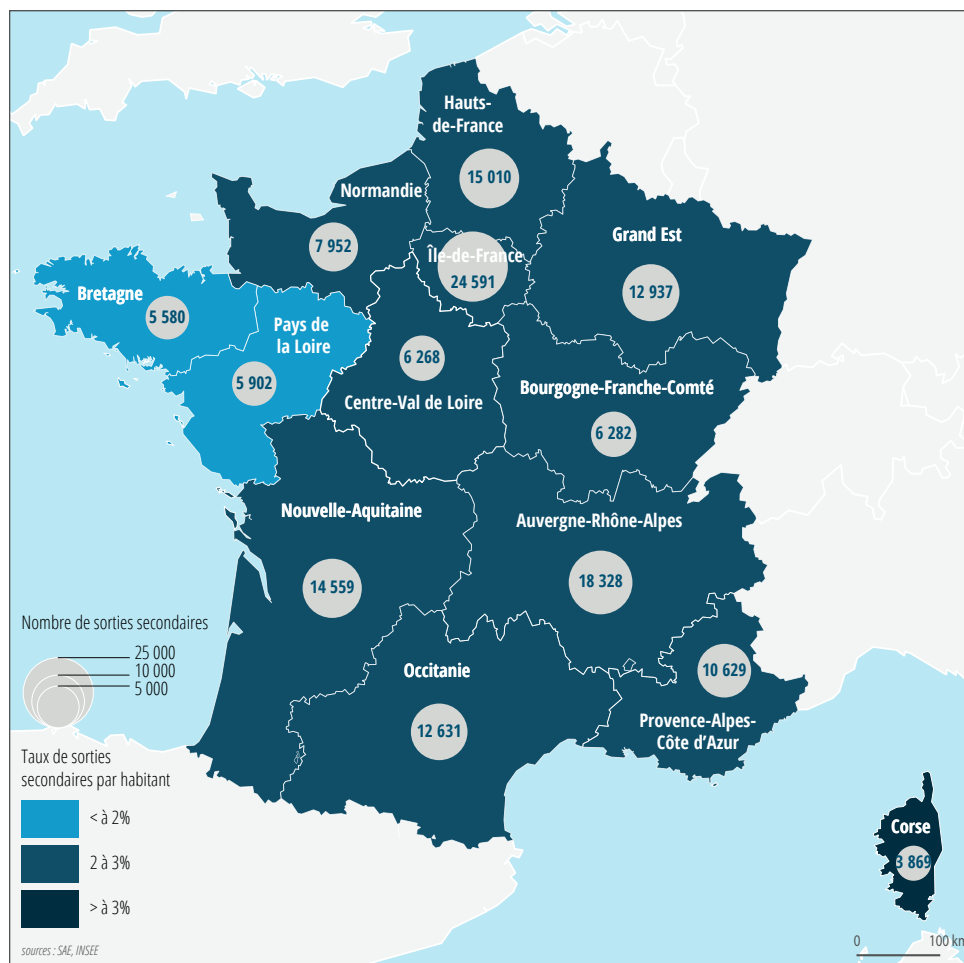 Hauts-
de-France
15 010
Normandie
7 952
Île-de-France
24 591
Grand Est
12 937
Bretagne
5 580
Pays de
la Loire
5 902
6 268
Centre-Val de Loire
Bourgogne-Franche-Comté
6 282
Nouvelle-Aquitaine
14 559
Auvergne-Rhône-Alpes
18 328
Occitanie
12 631
10 629
Provence-Alpes-
Côte d’Azur
Corse
3 869
Nombre de sorties secondaires
25 000
10 000
5 000
Taux de sorties
secondaires par habitant
< à 2%
2 à 3%
> à 3%
sources : SAE, INSEE
0 100 km